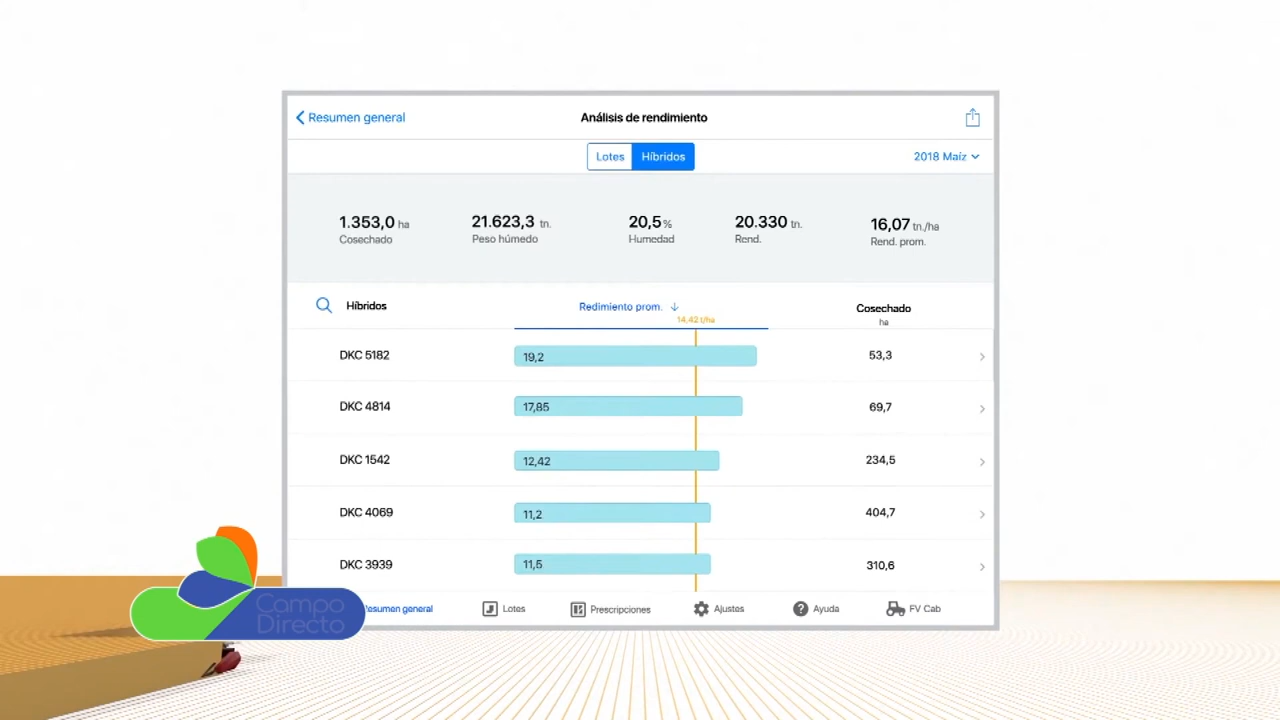 Resumen general
Análisis de rendimiento
Lotes
Híbridos
2018 Maíz
1.353,0 ha
Cosechado
21.623,3 tn.
Peso húmedo
20,5 %
Humedad
20.330 tn.
Rend.
16,07 tn./ha
Rend. prom.
Híbridos
Redimiento prom.
14,42 t/ha
Cosechado
ha
DKC 5182
19,2
53,3
DKC 4814
17,85
69,7
DKC 1542
12,42
234,5
DKC 4069
11,2
404,7
DKC 3939
11,5
310,6
Campo
Directo
esumen general
Lotes
Prescripciones
Ajustes
Ayuda
FV Cab